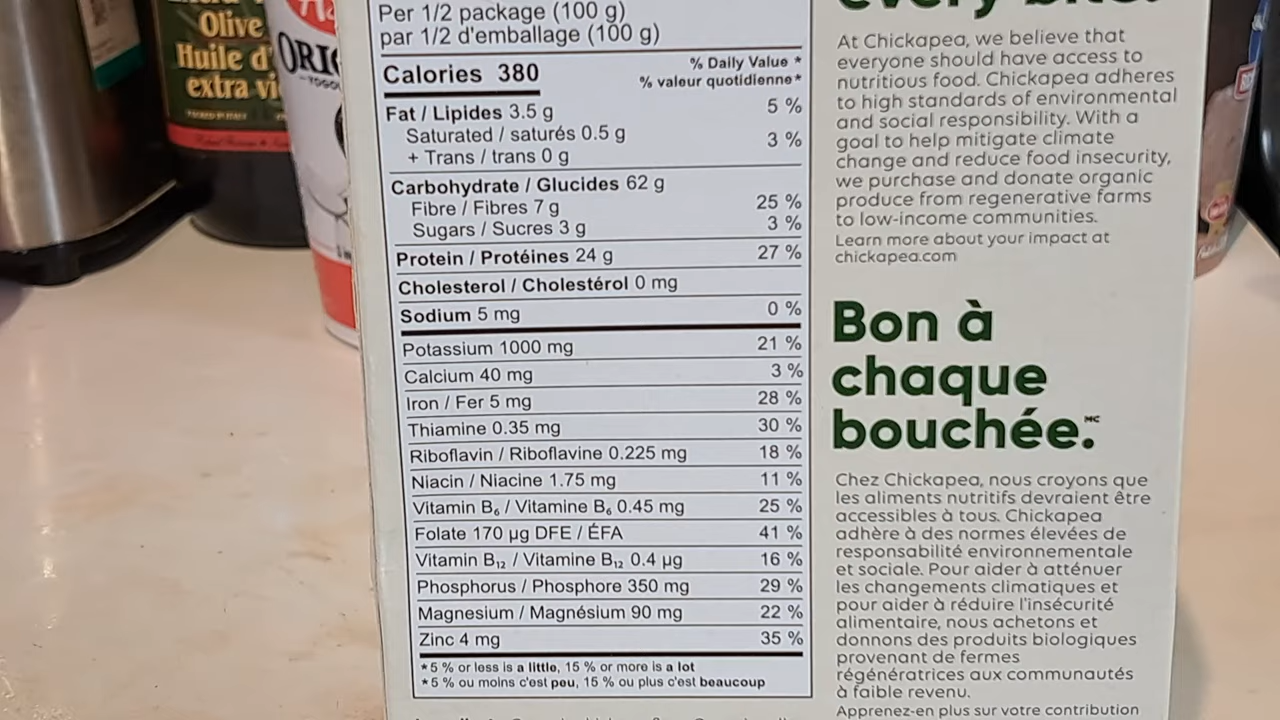 Olive
Huile d'
extra vi
ORIG
Per 1/2 package (100 g)
par 1/2 d'emballage (100 g)
Calories 380
% Daily Value *
% valeur quotidienne*
Fat / Lipides 3.5 g 5 %
Saturated / saturés 0.5 g
+ Trans / trans 0 g 3 %
Carbohydrate / Glucides 62 g
Fibre / Fibres 7 g 25 %
Sugars / Sucres 3 g 3 %
Protein / Protéines 24 g 27 %
Cholesterol / Cholestérol 0 mg
Sodium 5 mg 0 %
Potassium 1000 mg 21 %
Calcium 40 mg 3 %
Iron / Fer 5 mg 28 %
Thiamine 0.35 mg 30 %
Riboflavin / Riboflavine 0.225 mg 18 %
Niacin / Niacine 1.75 mg 11 %
Vitamin B₆ / Vitamine B₆ 0.45 mg 25 %
Folate 170 µg DFE / ÉFA 41 %
Vitamin B₁₂ / Vitamine B₁₂ 0.4 µg 16 %
Phosphorus / Phosphore 350 mg 29 %
Magnesium / Magnésium 90 mg 22 %
Zinc 4 mg 35 %
*5 % or less is a little, 15 % or more is a lot
*5 % ou moins c'est peu, 15 % ou plus c'est beaucoup
every bite.
At Chickapea, we believe that
everyone should have access to
nutritious food. Chickapea adheres
to high standards of environmental
and social responsibility. With a
goal to help mitigate climate
change and reduce food insecurity,
we purchase and donate organic
produce from regenerative farms
to low-income communities.
Learn more about your impact at
chickapea.com
Bon à
chaque
bouchée.MC
Chez Chickapea, nous croyons que
les aliments nutritifs devraient être
accessibles à tous. Chickapea
adhère à des normes élevées de
responsabilité environnementale
et sociale. Pour aider à atténuer
les changements climatiques et
pour aider à réduire l'insécurité
alimentaire, nous achetons et
donnons des produits biologiques
provenant de fermes
régénératrices aux communautés
à faible revenu.
Apprenez-en plus sur votre contribution